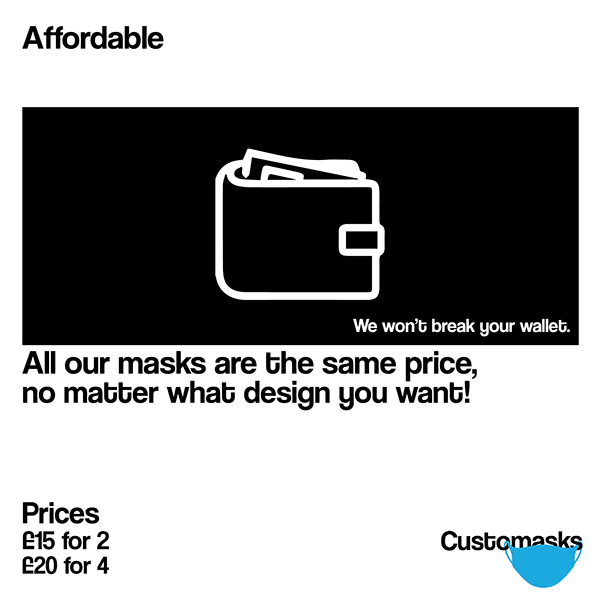 Affordable
We won't break your wallet.
All our masks are the same price,
no matter what design you want!
Prices
£15 for 2
£20 for 4
Customasks